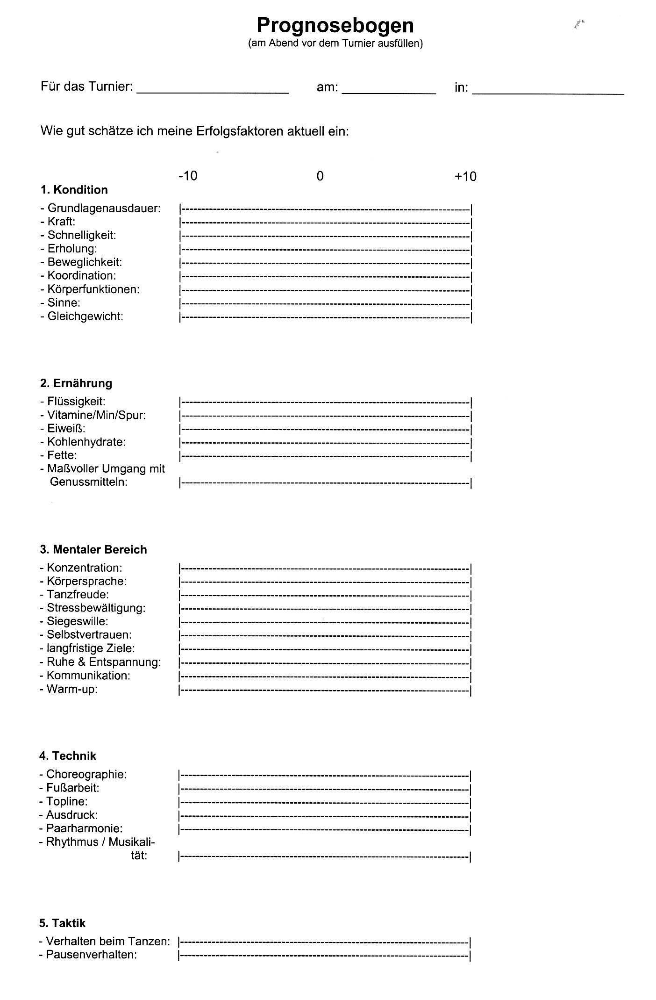 Prognosebogen
(am Abend vor dem Turnier ausfüllen)
Für das Turnier: ____________________ am: ____________ in: ____________________
Wie gut schätze ich meine Erfolgsfaktoren aktuell ein:
-10 0 +10
1. Kondition
- Grundlagenausdauer: |---------------------------------------------------------------------------|
- Kraft: |---------------------------------------------------------------------------|
- Schnelligkeit: |---------------------------------------------------------------------------|
- Erholung: |---------------------------------------------------------------------------|
- Beweglichkeit: |---------------------------------------------------------------------------|
- Koordination: |---------------------------------------------------------------------------|
- Körperfunktionen: |---------------------------------------------------------------------------|
- Sinne: |---------------------------------------------------------------------------|
- Gleichgewicht: |---------------------------------------------------------------------------|
2. Ernährung
- Flüssigkeit: |---------------------------------------------------------------------------|
- Vitamine/Min/Spur: |---------------------------------------------------------------------------|
- Eiweiß: |---------------------------------------------------------------------------|
- Kohlenhydrate: |---------------------------------------------------------------------------|
- Fette: |---------------------------------------------------------------------------|
- Maßvoller Umgang mit
Genussmitteln: |---------------------------------------------------------------------------|
3. Mentaler Bereich
- Konzentration: |---------------------------------------------------------------------------|
- Körpersprache: |---------------------------------------------------------------------------|
- Tanzfreude: |---------------------------------------------------------------------------|
- Stressbewältigung: |---------------------------------------------------------------------------|
- Siegeswille: |---------------------------------------------------------------------------|
- Selbstvertrauen: |---------------------------------------------------------------------------|
- langfristige Ziele: |---------------------------------------------------------------------------|
- Ruhe & Entspannung: |---------------------------------------------------------------------------|
- Kommunikation: |---------------------------------------------------------------------------|
- Warm-up: |---------------------------------------------------------------------------|
4. Technik
- Choreographie: |---------------------------------------------------------------------------|
- Fußarbeit: |---------------------------------------------------------------------------|
- Topline: |---------------------------------------------------------------------------|
- Ausdruck: |---------------------------------------------------------------------------|
- Paarharmonie: |---------------------------------------------------------------------------|
- Rhythmus / Musikali-
tät: |---------------------------------------------------------------------------|
5. Taktik
- Verhalten beim Tanzen: |---------------------------------------------------------------------------|
- Pausenverhalten: |---------------------------------------------------------------------------|